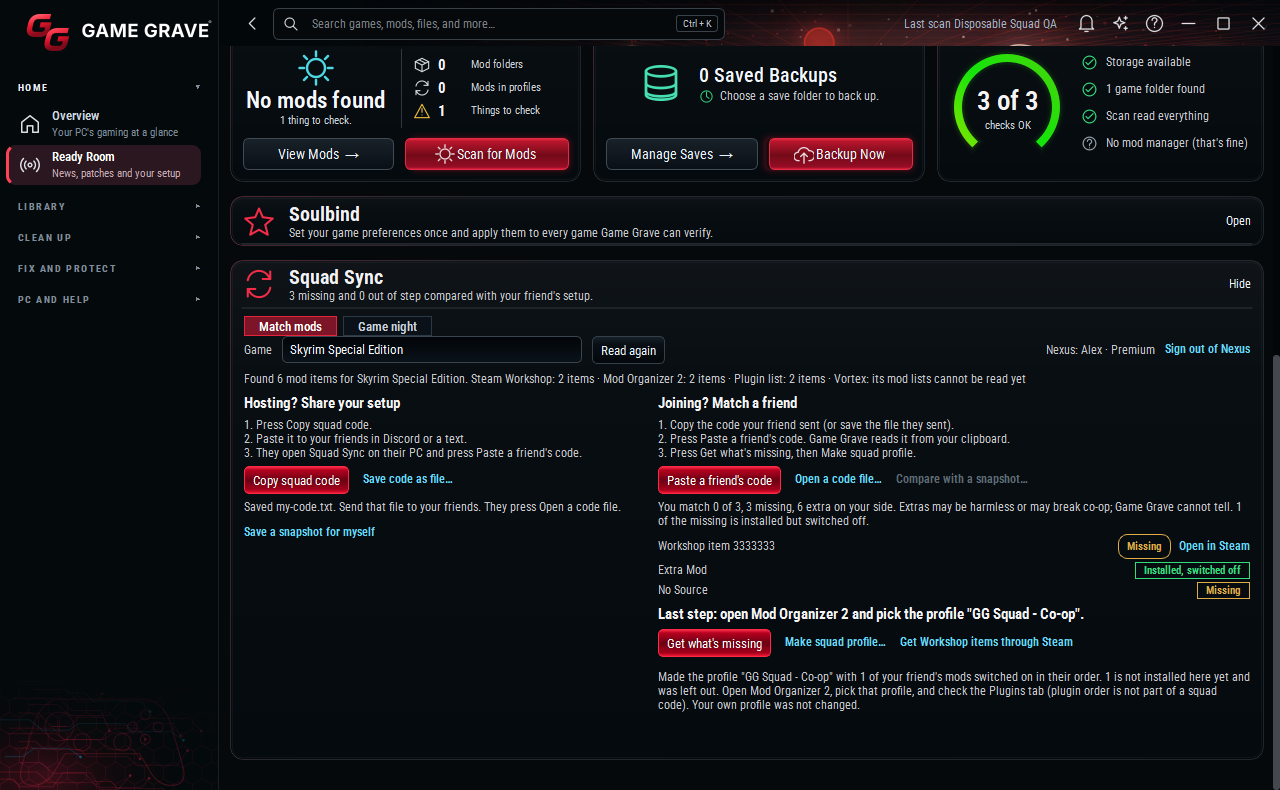 GAME GRAVE
Search games, mods, files, and more...
Ctrl + K
Last scan Disposable Squad QA
HOME
Overview
Your PC's gaming at a glance
Ready Room
News, patches and your setup
LIBRARY
CLEAN UP
FIX AND PROTECT
PC AND HELP
No mods found
1 thing to check.
0 Mod folders
0 Mods in profiles
1 Things to check
View Mods →
Scan for Mods
0 Saved Backups
Choose a save folder to back up.
Manage Saves →
Backup Now
3 of 3
checks OK
Storage available
1 game folder found
Scan read everything
No mod manager (that's fine)
Soulbind
Set your game preferences once and apply them to every game Game Grave can verify.
Open
Squad Sync
3 missing and 0 out of step compared with your friend's setup.
Hide
Match mods
Game night
Game
Skyrim Special Edition
Read again
Nexus: Alex · Premium
Sign out of Nexus
Found 6 mod items for Skyrim Special Edition. Steam Workshop: 2 items · Mod Organizer 2: 2 items · Plugin list: 2 items · Vortex: its mod lists cannot be read yet
Hosting? Share your setup
1. Press Copy squad code.
2. Paste it to your friends in Discord or a text.
3. They open Squad Sync on their PC and press Paste a friend's code.
Copy squad code
Save code as file...
Saved my-code.txt. Send that file to your friends. They press Open a code file.
Save a snapshot for myself
Joining? Match a friend
1. Copy the code your friend sent (or save the file they sent).
2. Press Paste a friend's code. Game Grave reads it from your clipboard.
3. Press Get what's missing, then Make squad profile.
Paste a friend's code
Open a code file...
Compare with a snapshot...
You match 0 of 3, 3 missing, 6 extra on your side. Extras may be harmless or may break co-op; Game Grave cannot tell. 1
of the missing is installed but switched off.
Workshop item 3333333
Missing
Open in Steam
Extra Mod
Installed, switched off
No Source
Missing
Last step: open Mod Organizer 2 and pick the profile "GG Squad - Co-op".
Get what's missing
Make squad profile...
Get Workshop items through Steam
Made the profile "GG Squad - Co-op" with 1 of your friend's mods switched on in their order. 1 is not installed here yet and
was left out. Open Mod Organizer 2, pick that profile, and check the Plugins tab (plugin order is not part of a squad
code). Your own profile was not changed.